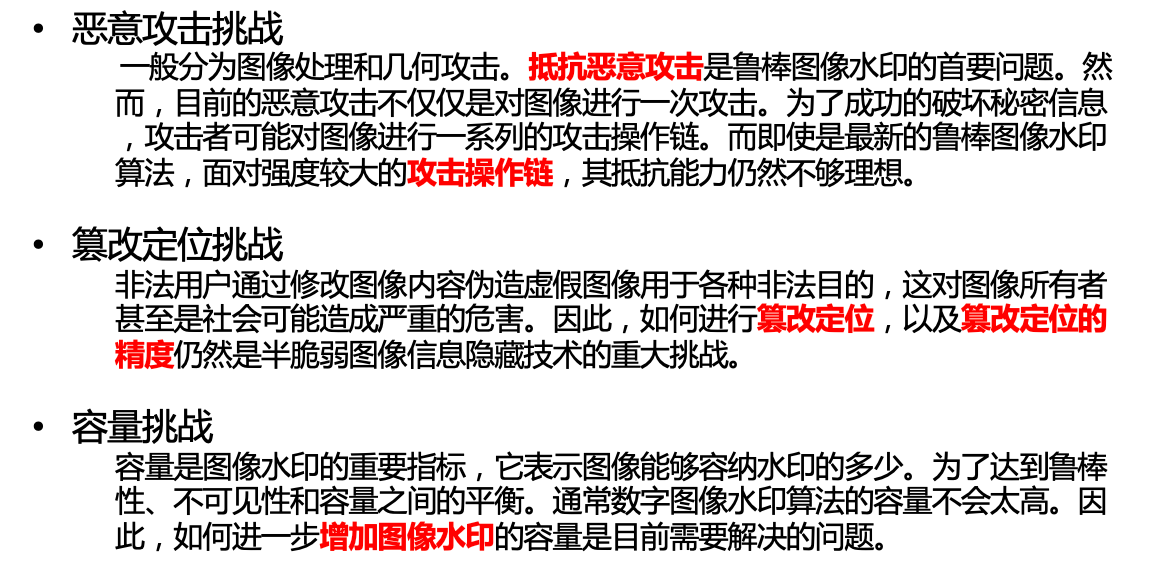 • 恶意攻击挑战
一般分为图像处理和几何攻击。抵抗恶意攻击是鲁棒图像水印的首要问题。然
而，目前的恶意攻击不仅仅是对图像进行一次攻击。为了成功的破坏秘密信息
，攻击者可能对图像进行一系列的攻击操作链。而即使是最新的鲁棒图像水印
算法，面对强度较大的攻击操作链，其抵抗能力仍然不够理想。
• 篡改定位挑战
非法用户通过修改图像内容伪造虚假图像用于各种非法目的，这对图像所有者
甚至是社会可能造成严重的危害。因此，如何进行篡改定位，以及篡改定位的
精度仍然是半脆弱图像信息隐藏技术的重大挑战。
• 容量挑战
容量是图像水印的重要指标，它表示图像能够容纳水印的多少。为了达到鲁棒
性、不可见性和容量之间的平衡。通常数字图像水印算法的容量不会太高。因
此，如何进一步增加图像水印的容量是目前需要解决的问题。